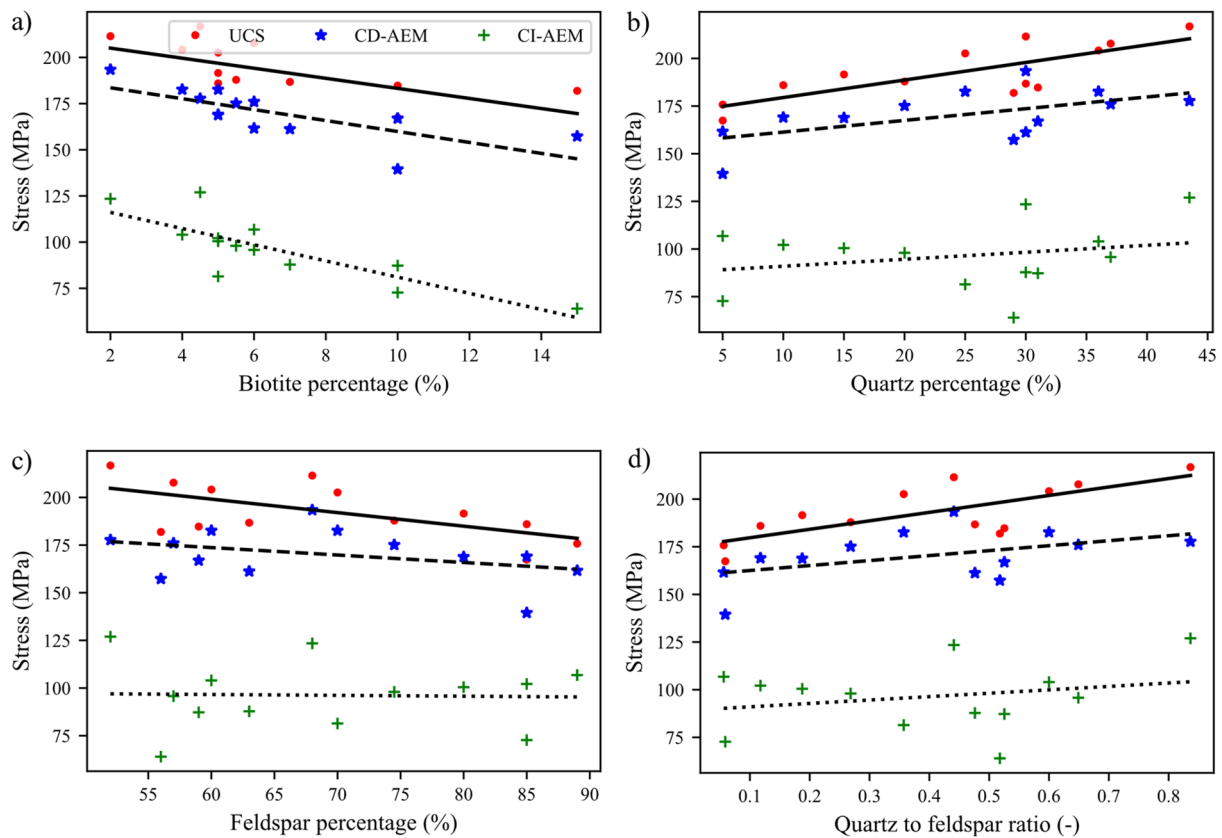 a)
UCS CD-AEM CI-AEM
200
175
150
125
100
75
Stress (MPa)
2 4 6 8 10 12 14
Biotite percentage (%)
b)
200
175
150
125
100
75
Stress (MPa)
5 10 15 20 25 30 35 40 45
Quartz percentage (%)
c)
200
175
150
125
100
75
Stress (MPa)
55 60 65 70 75 80 85 90
Feldspar percentage (%)
d)
200
175
150
125
100
75
Stress (MPa)
0.1 0.2 0.3 0.4 0.5 0.6 0.7 0.8
Quartz to feldspar ratio (-)